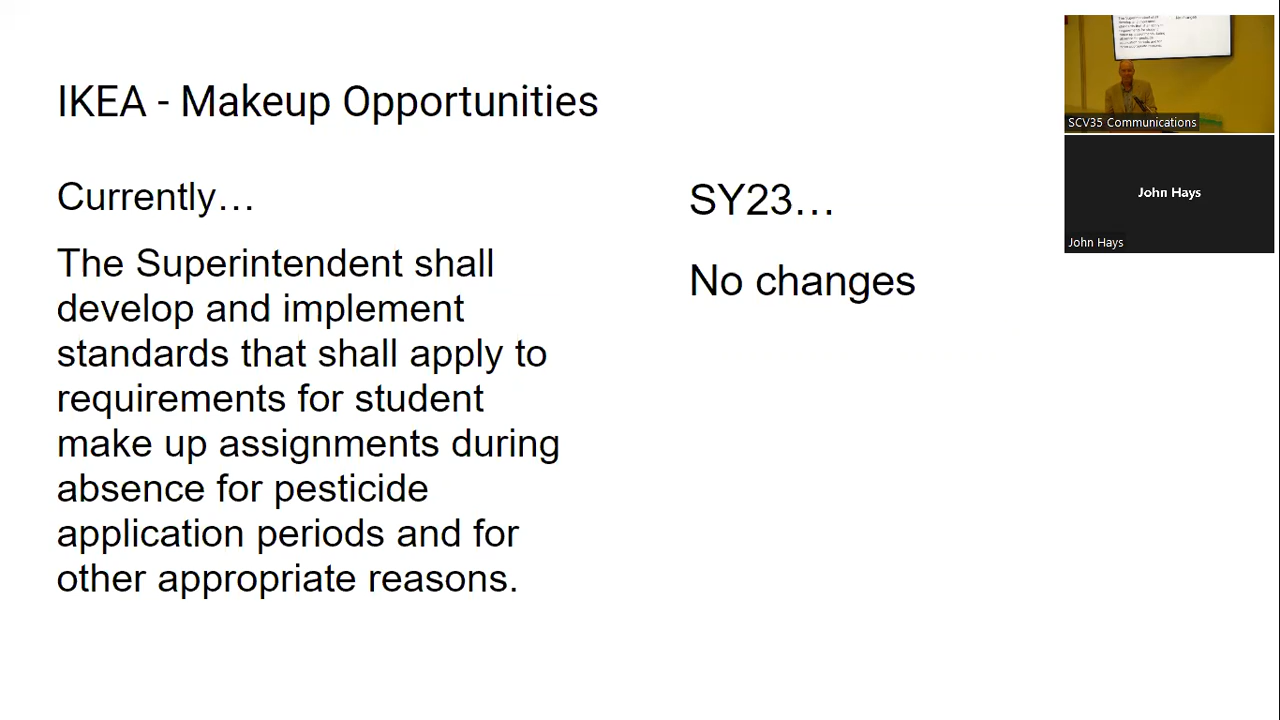 IKEA - Makeup Opportunities
Currently…
The Superintendent shall
develop and implement
standards that shall apply to
requirements for student
make up assignments during
absence for pesticide
application periods and for
other appropriate reasons.
SY23…
No changes
SCV35 Communications
John Hays
John Hays